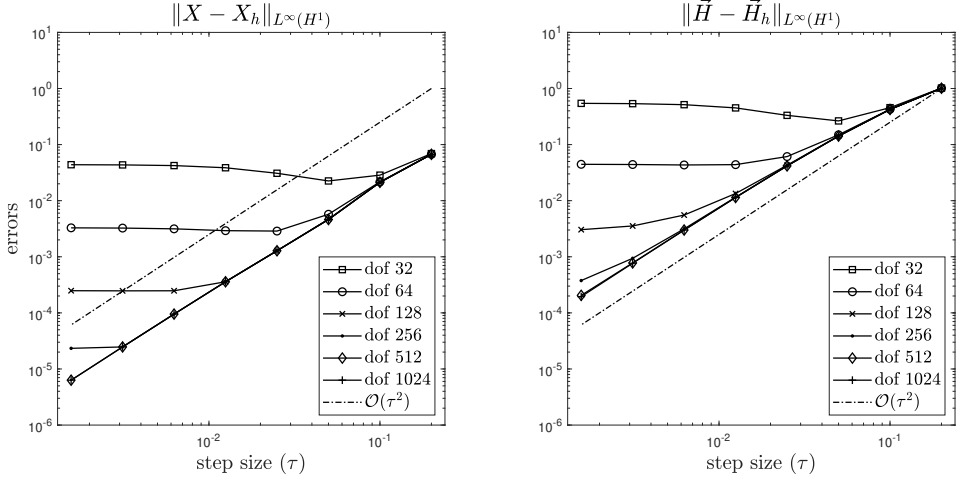 ‖X − X_h‖_{L^∞(H^1)}
10^1
10^0
10^{-1}
10^{-2}
10^{-3}
10^{-4}
10^{-5}
10^{-6}
errors
dof 32
dof 64
dof 128
dof 256
dof 512
dof 1024
𝒪(τ^2)
10^{-2}
10^{-1}
step size (τ)
‖\vec{H} − \vec{H}_h‖_{L^∞(H^1)}
10^1
10^0
10^{-1}
10^{-2}
10^{-3}
10^{-4}
10^{-5}
10^{-6}
dof 32
dof 64
dof 128
dof 256
dof 512
dof 1024
𝒪(τ^2)
10^{-2}
10^{-1}
step size (τ)